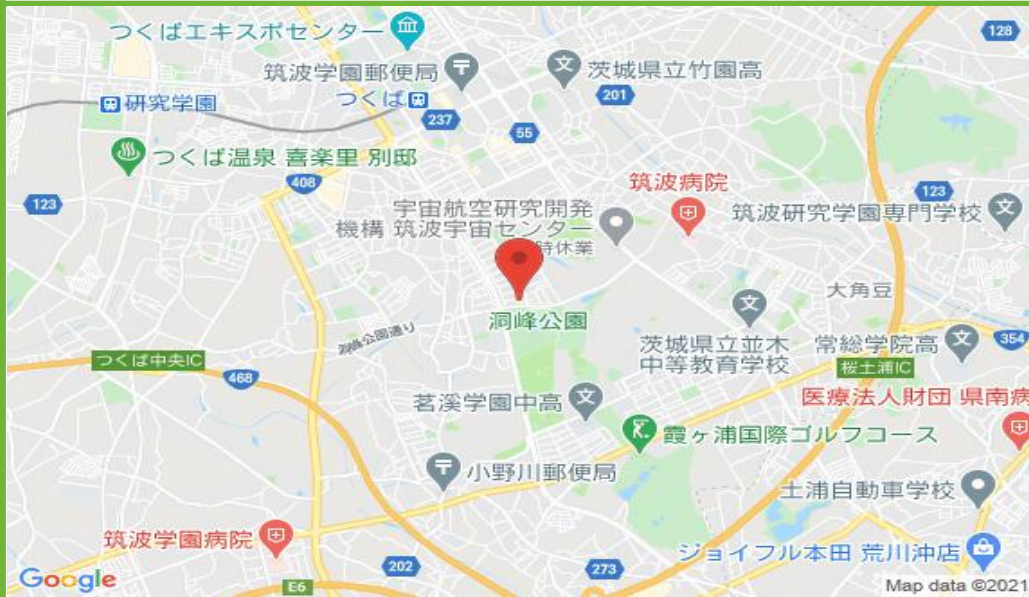 つくばエキスポセンター
128
筑波学園郵便局
茨城県立竹園高
研究学園
つくば
201
237
55
つくば温泉 喜楽里 別邸
408
筑波病院
123
123
宇宙航空研究開発
機構 筑波宇宙センター
時休業
筑波研究学園専門学校
大角豆
洞峰公園
洞峰公園通り
茨城県立並木
中等教育学校
常総学院高
354
つくば中央IC
468
桜土浦IC
茗溪学園中高
医療法人財団 県南病
霞ヶ浦国際ゴルフコース
小野川郵便局
土浦自動車学校
筑波学園病院
ジョイフル本田 荒川沖店
202
273
Google
E6
Map data ©2021